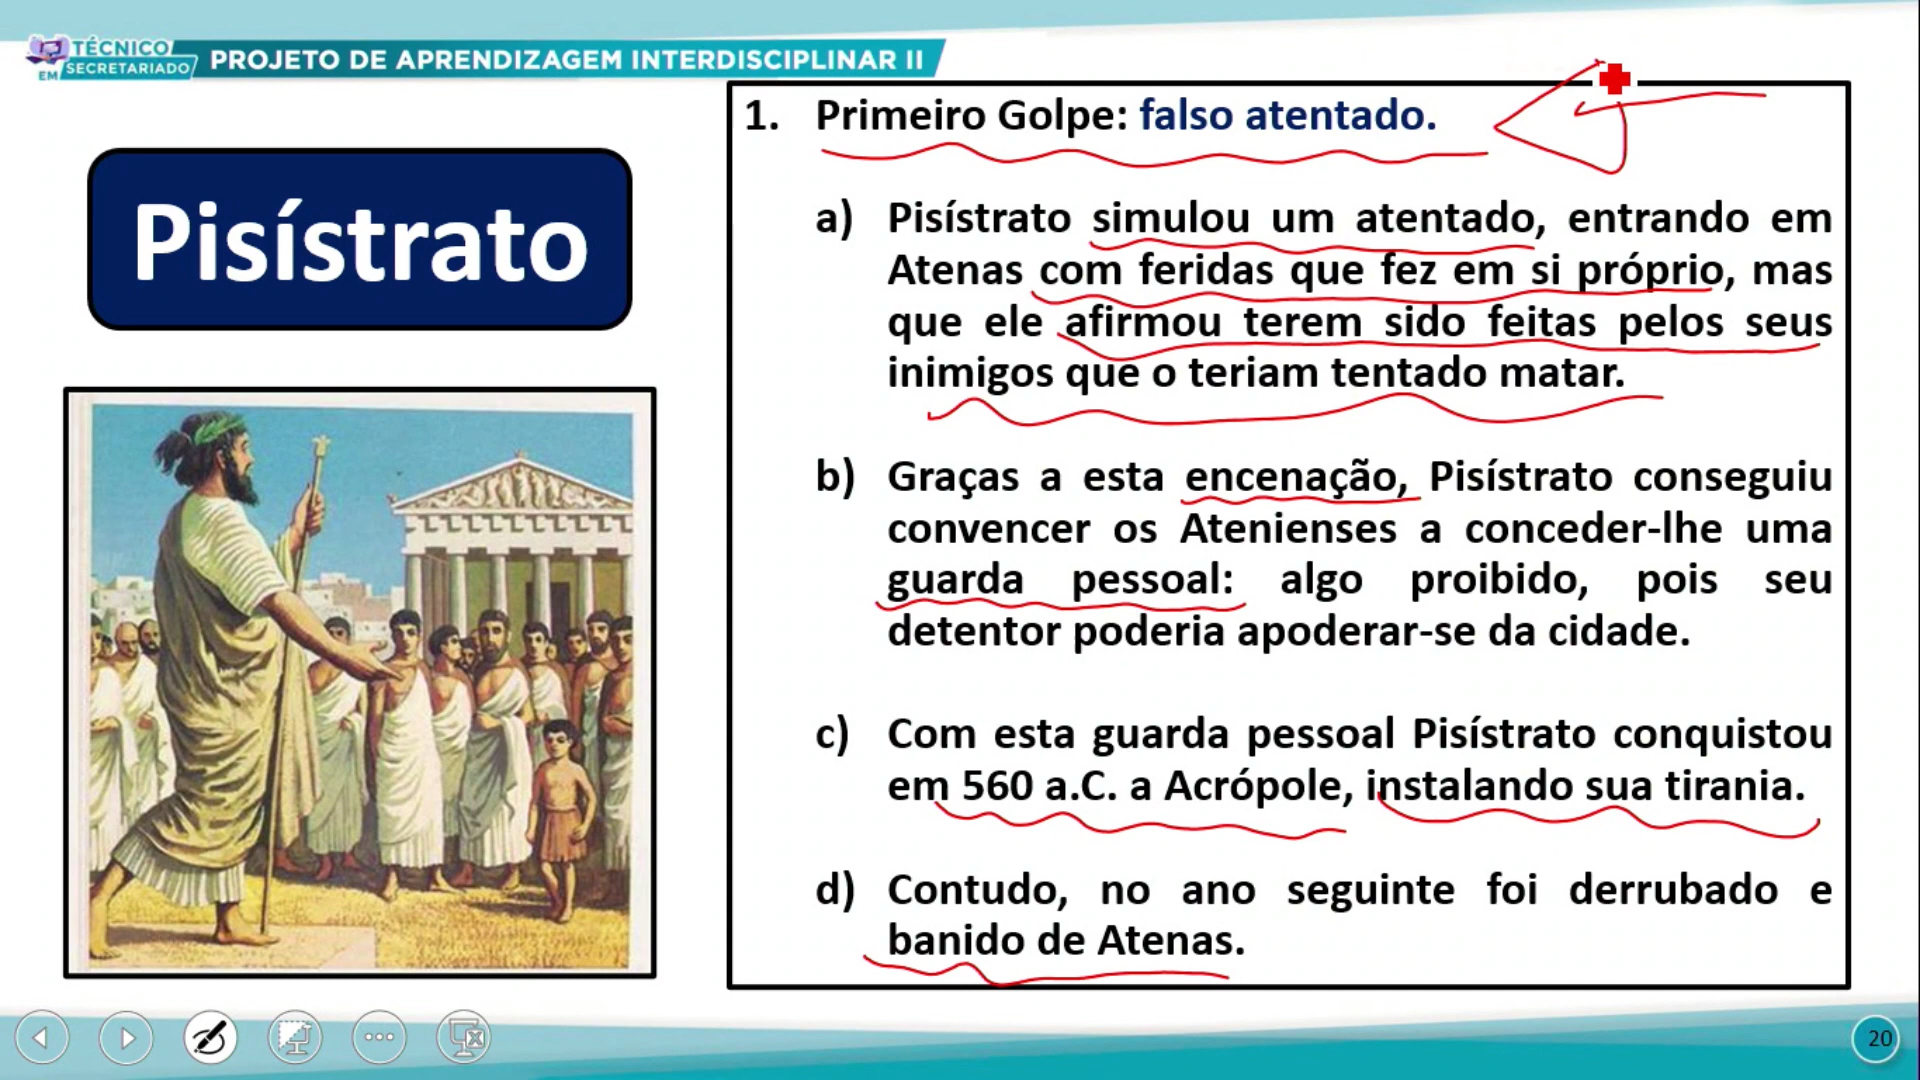 TÉCNICO
EM SECRETARIADO
PROJETO DE APRENDIZAGEM INTERDISCIPLINAR II
Pisístrato
1. Primeiro Golpe: falso atentado.
a) Pisístrato simulou um atentado, entrando em
Atenas com feridas que fez em si próprio, mas
que ele afirmou terem sido feitas pelos seus
inimigos que o teriam tentado matar.
b) Graças a esta encenação, Pisístrato conseguiu
convencer os Atenienses a conceder-lhe uma
guarda pessoal: algo proibido, pois seu
detentor poderia apoderar-se da cidade.
c) Com esta guarda pessoal Pisístrato conquistou
em 560 a.C. a Acrópole, instalando sua tirania.
d) Contudo, no ano seguinte foi derrubado e
banido de Atenas.
20